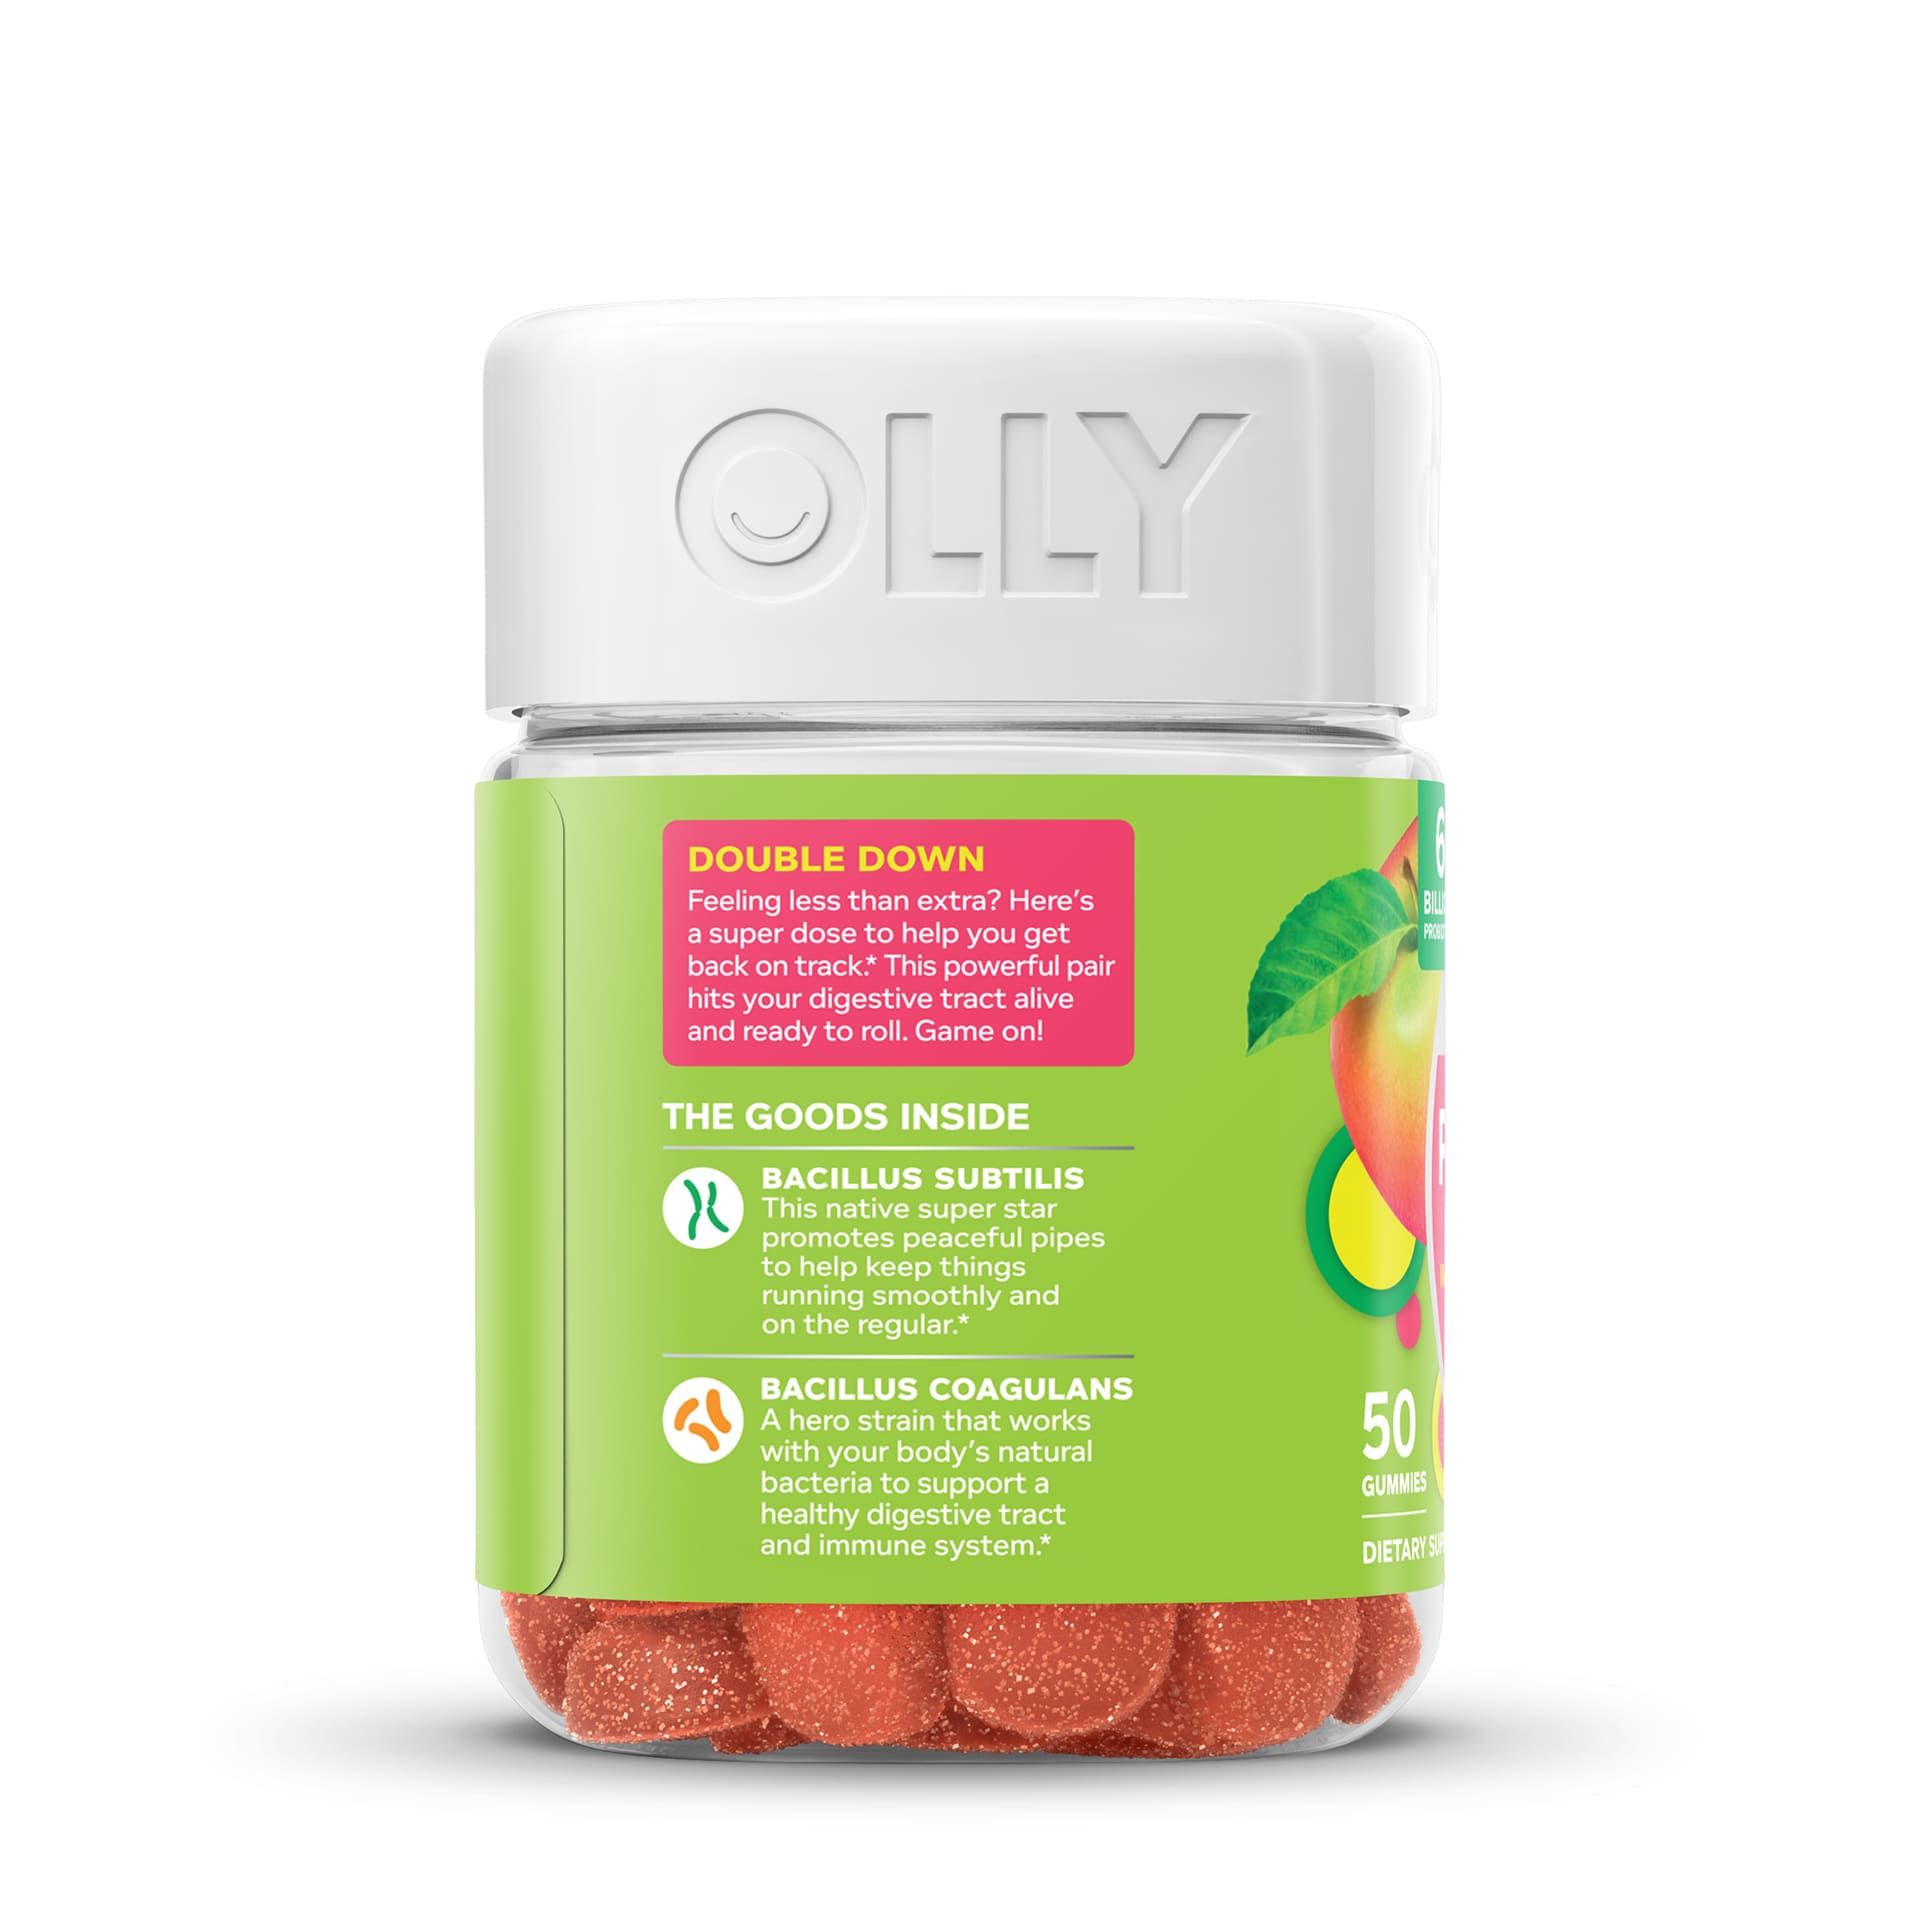 OLLY
DOUBLE DOWN
Feeling less than extra? Here's
a super dose to help you get
back on track.* This powerful pair
hits your digestive tract alive
and ready to roll. Game on!
THE GOODS INSIDE
BACILLUS SUBTILIS
This native super star
promotes peaceful pipes
to help keep things
running smoothly and
on the regular.*
BACILLUS COAGULANS
A hero strain that works
with your body's natural
bacteria to support a
healthy digestive tract
and immune system.*
6
50
GUMMIES
DIETARY